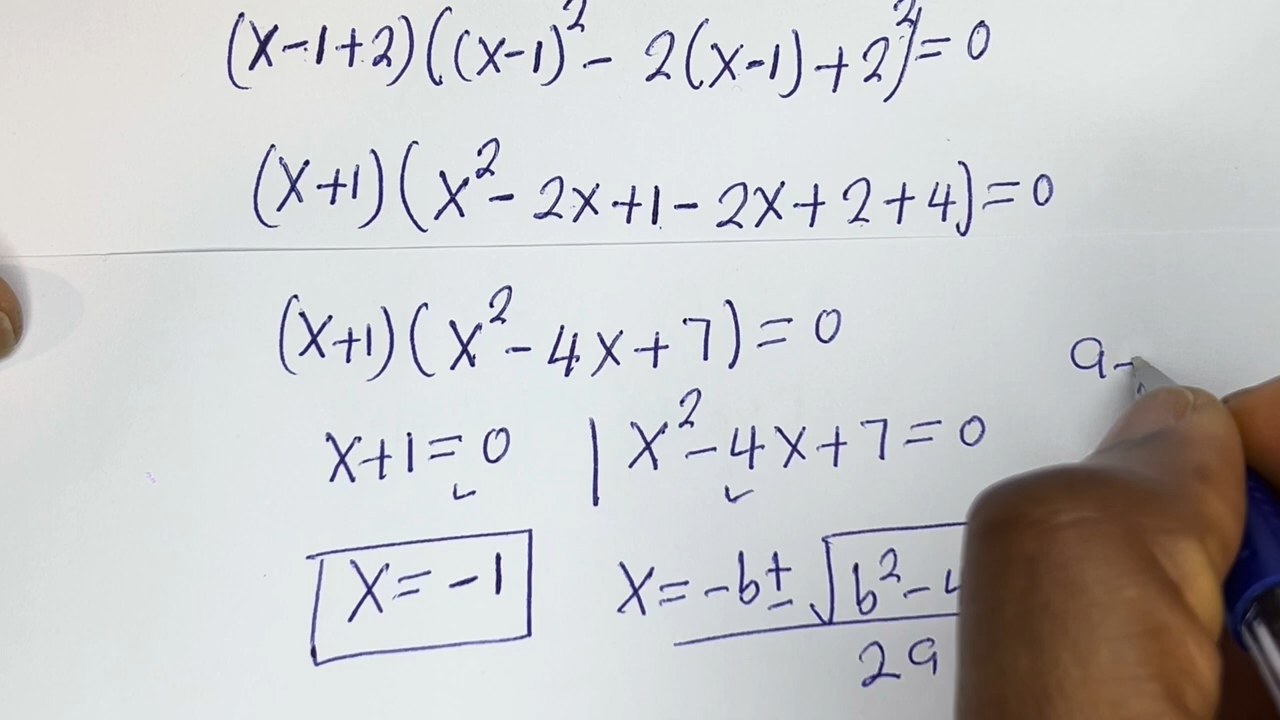 (x-1+2)((x-1)²- 2(x-1)+2²)=0
(x+1)(x²- 2x+1-2x+2+4)=0
(x+1)(x²-4x+7)=0
a-
x+1=0 | x²-4x+7=0
x=-1 x=-b±√b²-4
2a